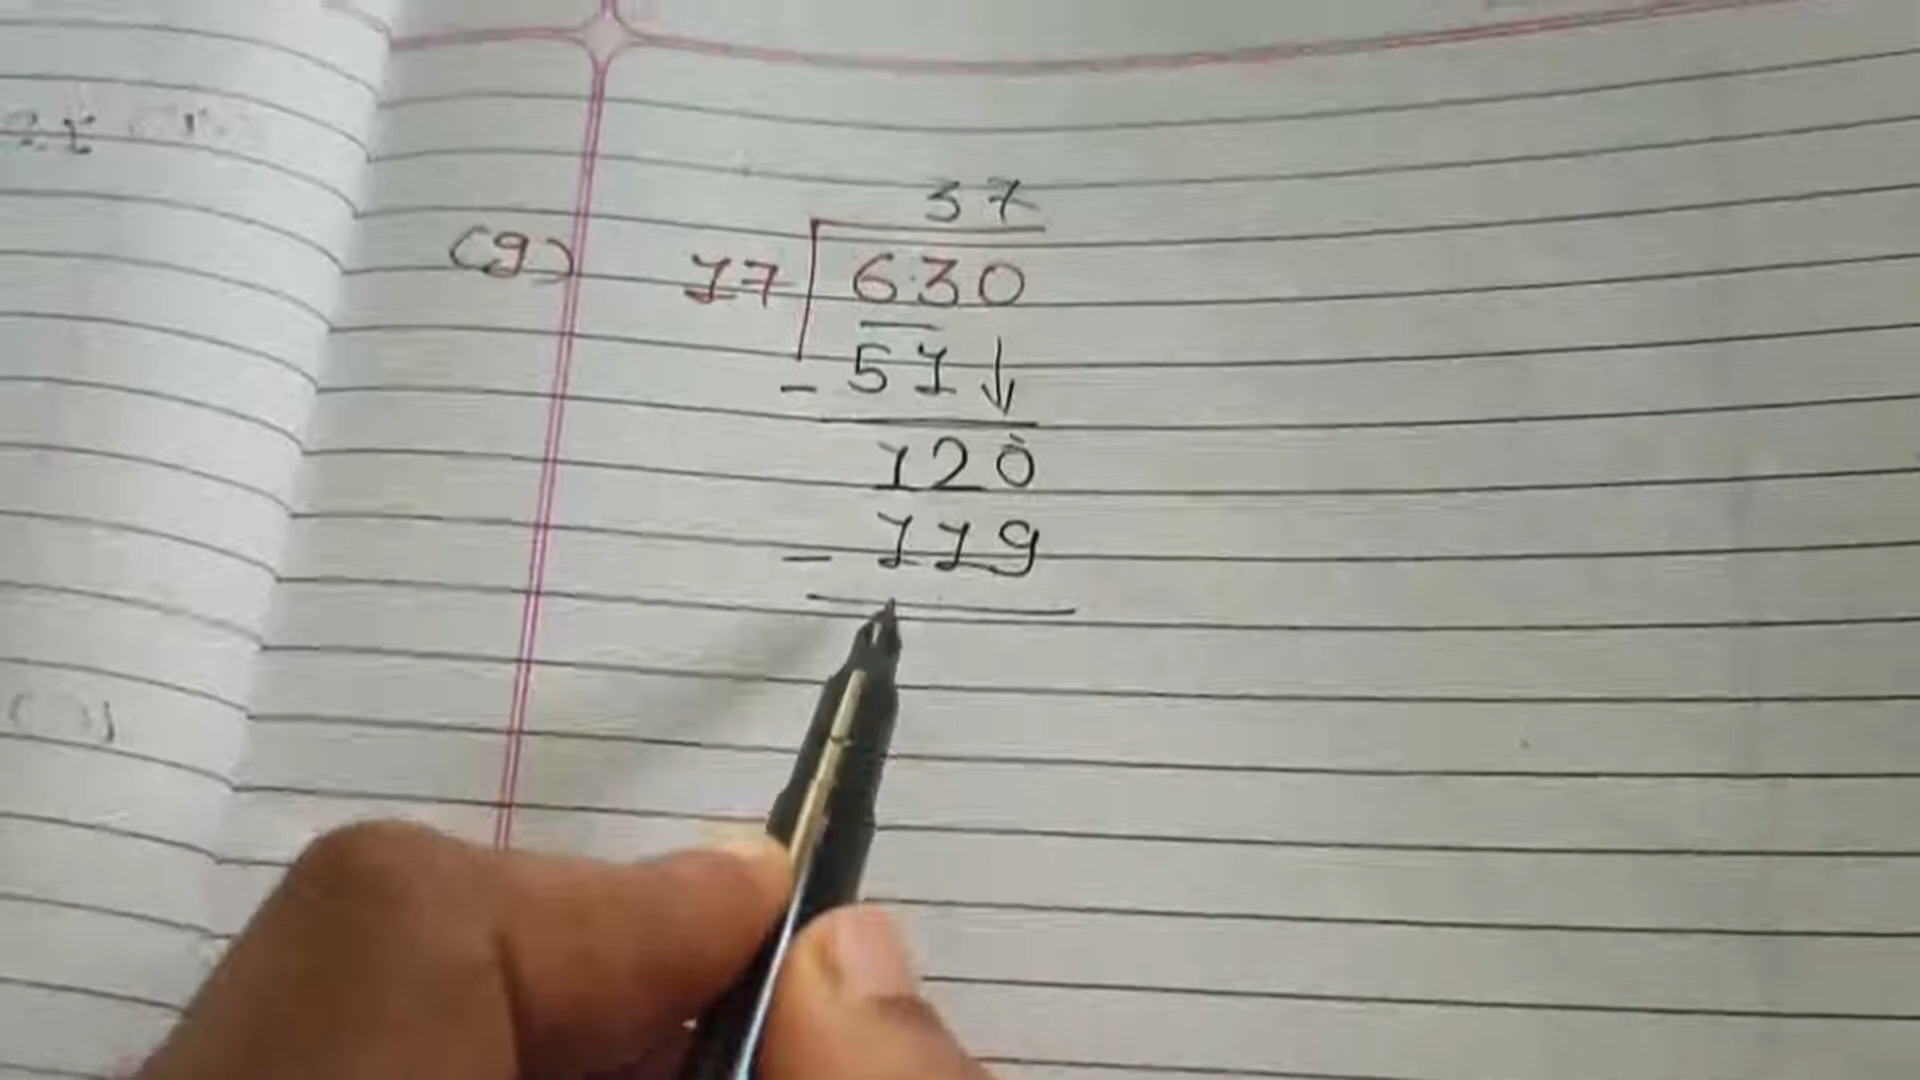 37
(g) 17 630
- 51↓
120
- 119